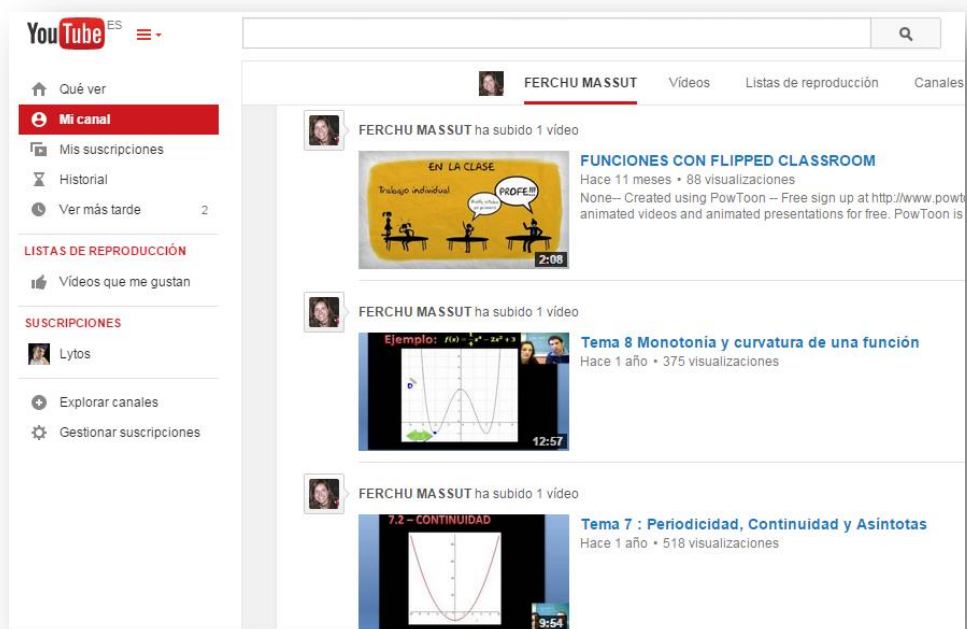 YouTube ES
Qué ver
Mi canal
Mis suscripciones
Historial
Ver más tarde 2
LISTAS DE REPRODUCCIÓN
Vídeos que me gustan
SUSCRIPCIONES
Lytos
Explorar canales
Gestionar suscripciones
FERCHU MASSUT Vídeos Listas de reproducción Canales
FERCHU MASSUT ha subido 1 vídeo
EN LA CLASE
Trabajo individual
PROFE!!!
2:08
FUNCIONES CON FLIPPED CLASSROOM
Hace 11 meses • 88 visualizaciones
None-- Created using PowToon -- Free sign up at http://www.powt
animated videos and animated presentations for free. PowToon is
FERCHU MASSUT ha subido 1 vídeo
Ejemplo:
12:57
Tema 8 Monotonía y curvatura de una función
Hace 1 año • 375 visualizaciones
FERCHU MASSUT ha subido 1 vídeo
7.2 – CONTINUIDAD
9:54
Tema 7 : Periodicidad, Continuidad y Asíntotas
Hace 1 año • 518 visualizaciones